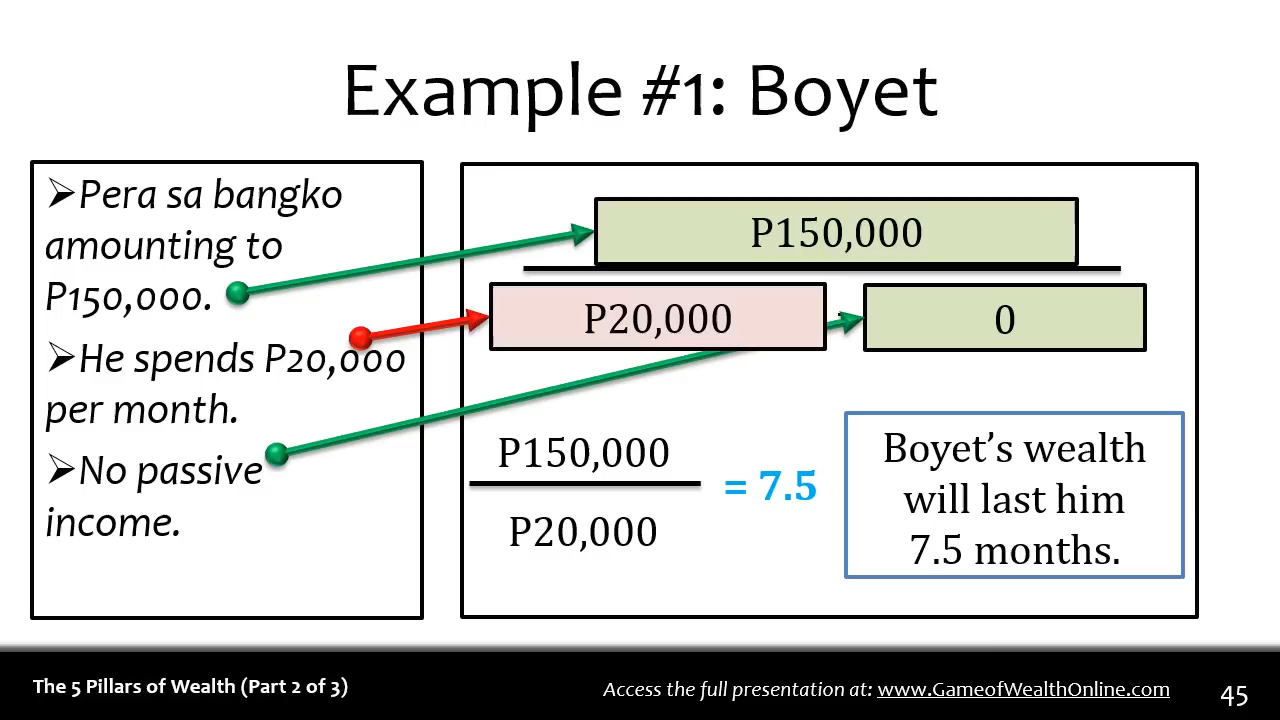 Example #1: Boyet
➢Pera sa bangko
amounting to
P150,000.
➢He spends P20,000
per month.
➢No passive
income.
P150,000
P20,000
0
P150,000
P20,000
= 7.5
Boyet’s wealth
will last him
7.5 months.
The 5 Pillars of Wealth (Part 2 of 3)
Access the full presentation at: www.GameofWealthOnline.com
45